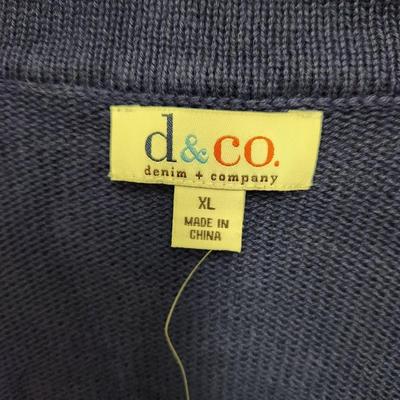 d&co.
denim + company
XL
MADE IN
CHINA